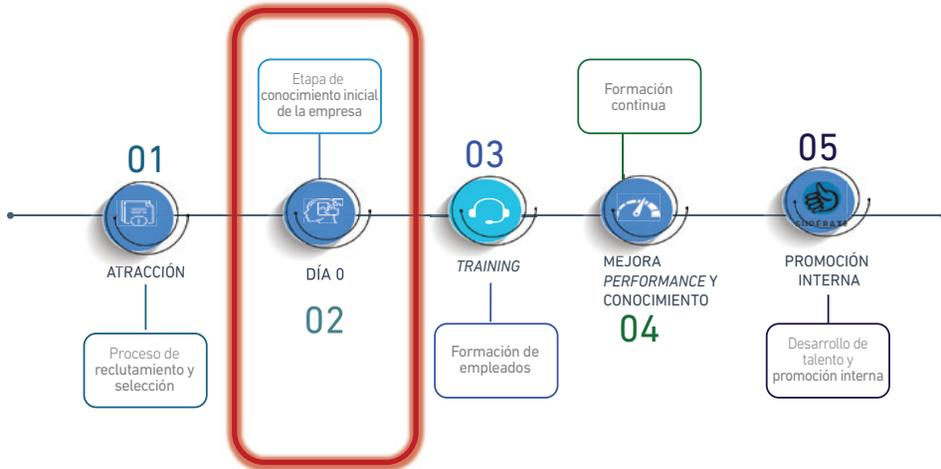 01
ATRACCIÓN
Proceso de
reclutamiento y
selección
Etapa de
conocimiento inicial
de la empresa
DÍA 0
02
03
TRAINING
Formación de
empleados
Formación
continua
MEJORA
PERFORMANCE Y
CONOCIMIENTO
04
05
SUPÉRATE
PROMOCIÓN
INTERNA
Desarrollo de
talento y
promoción interna